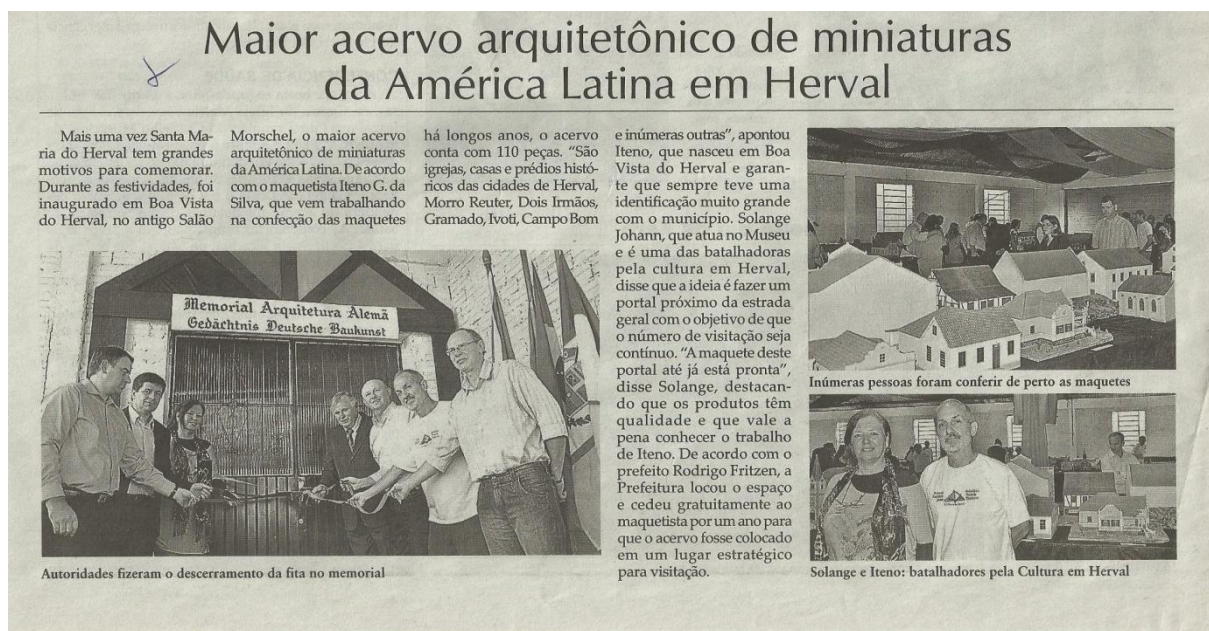 Maior acervo arquitetônico de miniaturas
da América Latina em Herval
Mais uma vez Santa Ma-
ria do Herval tem grandes
motivos para comemorar.
Durante as festividades, foi
inaugurado em Boa Vista
do Herval, no antigo Salão
Morschel, o maior acervo
arquitetônico de miniaturas
da América Latina. De acordo
com o maquetista Iteno G. da
Silva, que vem trabalhando
na confecção das maquetes
há longos anos, o acervo
conta com 110 peças. “São
igrejas, casas e prédios histó-
ricos das cidades de Herval,
Morro Reuter, Dois Irmãos,
Gramado, Ivoti, Campo Bom
e inúmeras outras”, apontou
Iteno, que nasceu em Boa
Vista do Herval e garan-
te que sempre teve uma
identificação muito grande
com o município. Solange
Johann, que atua no Museu
e é uma das batalhadoras
pela cultura em Herval,
disse que a ideia é fazer um
portal próximo da estrada
geral com o objetivo de que
o número de visitação seja
contínuo. “A maquete deste
portal até já está pronta”,
disse Solange, destacan-
do que os produtos têm
qualidade e que vale a
pena conhecer o trabalho
de Iteno. De acordo com o
prefeito Rodrigo Fritzen, a
Prefeitura locou o espaço
e cedeu gratuitamente ao
maquetista por um ano para
que o acervo fosse colocado
em um lugar estratégico
para visitação.
Memorial Arquitetura Alemã
Gedächtnis Deutsche Baukunst
Autoridades fizeram o descerramento da fita no memorial
Inúmeras pessoas foram conferir de perto as maquetes
Solange e Iteno: batalhadores pela Cultura em Herval